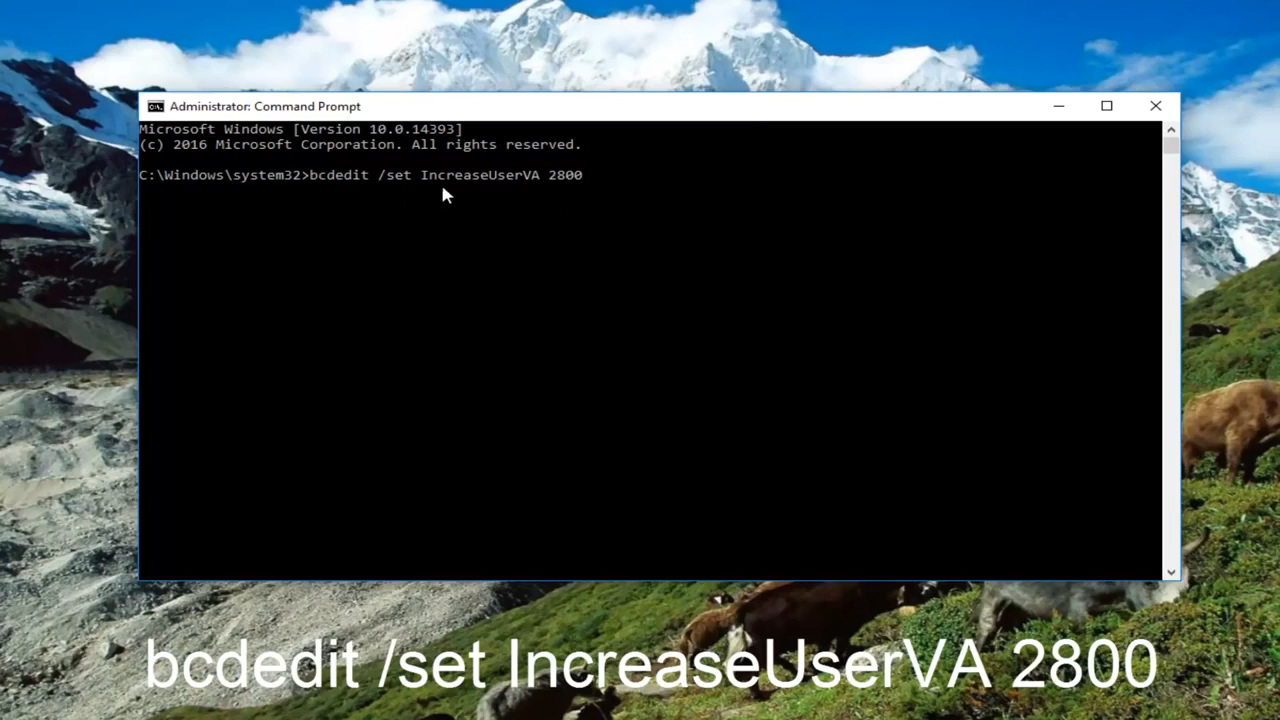 Administrator: Command Prompt
Microsoft Windows [Version 10.0.14393]
(c) 2016 Microsoft Corporation. All rights reserved.
C:\Windows\system32>bcdedit /set IncreaseUserVA 2800
bcdedit /set IncreaseUserVA 2800